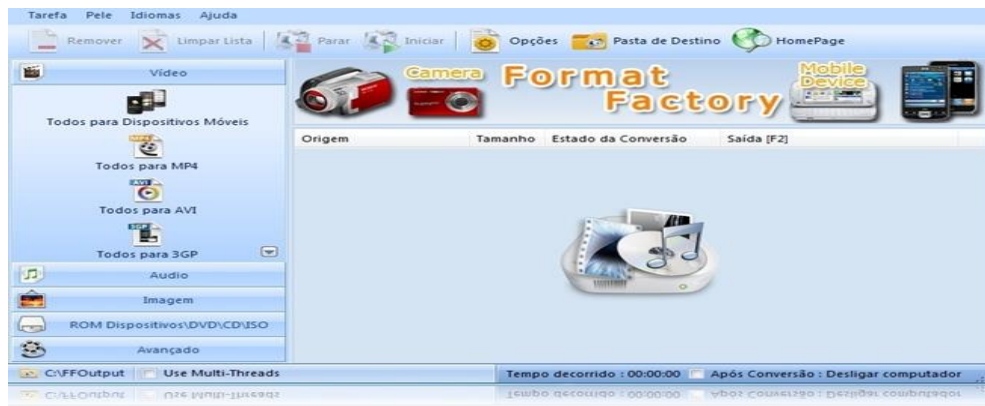 Tarefa Pele Idiomas Ajuda
Remover Limpar Lista Parar Iniciar Opções Pasta de Destino HomePage
Vídeo
Todos para Dispositivos Móveis
MP4
Todos para MP4
AVI
Todos para AVI
3GP
Todos para 3GP
Audio
Imagem
ROM Dispositivos\DVD\CD\ISO
Avançado
Camera
Format
Factory
Mobile
Device
Origem Tamanho Estado da Conversão Saída [F2]
C:\FFOutput Use Multi-Threads Tempo decorrido : 00:00:00 Após Conversão : Desligar computador